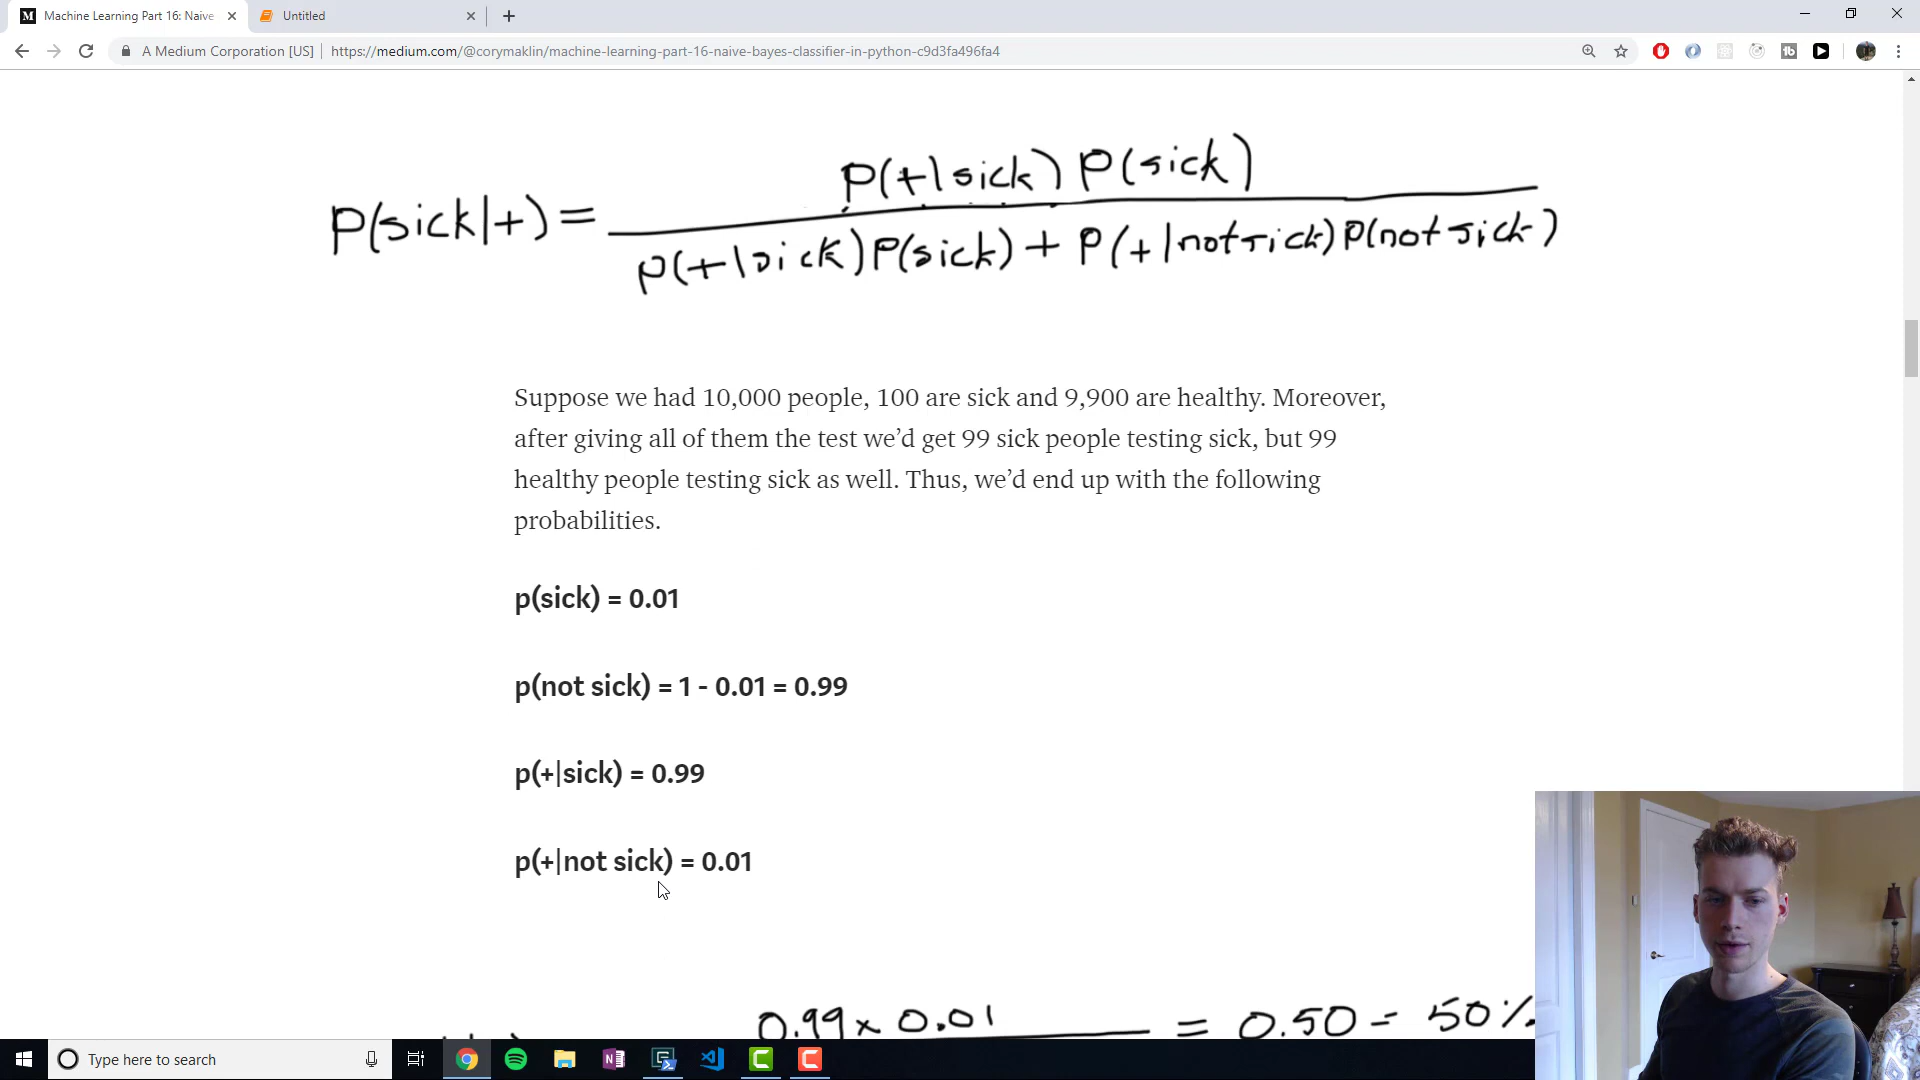 Machine Learning Part 16: Naive
Untitled
A Medium Corporation [US] | https://medium.com/@corymaklin/machine-learning-part-16-naive-bayes-classifier-in-python-c9d3fa496fa4
P(+|sick) P(sick)
P(sick|+) =
P(+|sick)P(sick) + P(+|not sick)P(not sick)
Suppose we had 10,000 people, 100 are sick and 9,900 are healthy. Moreover,
after giving all of them the test we’d get 99 sick people testing sick, but 99
healthy people testing sick as well. Thus, we’d end up with the following
probabilities.
p(sick) = 0.01
p(not sick) = 1 - 0.01 = 0.99
p(+|sick) = 0.99
p(+|not sick) = 0.01
0.99 x 0.01 = 0.50 = 50%
Type here to search